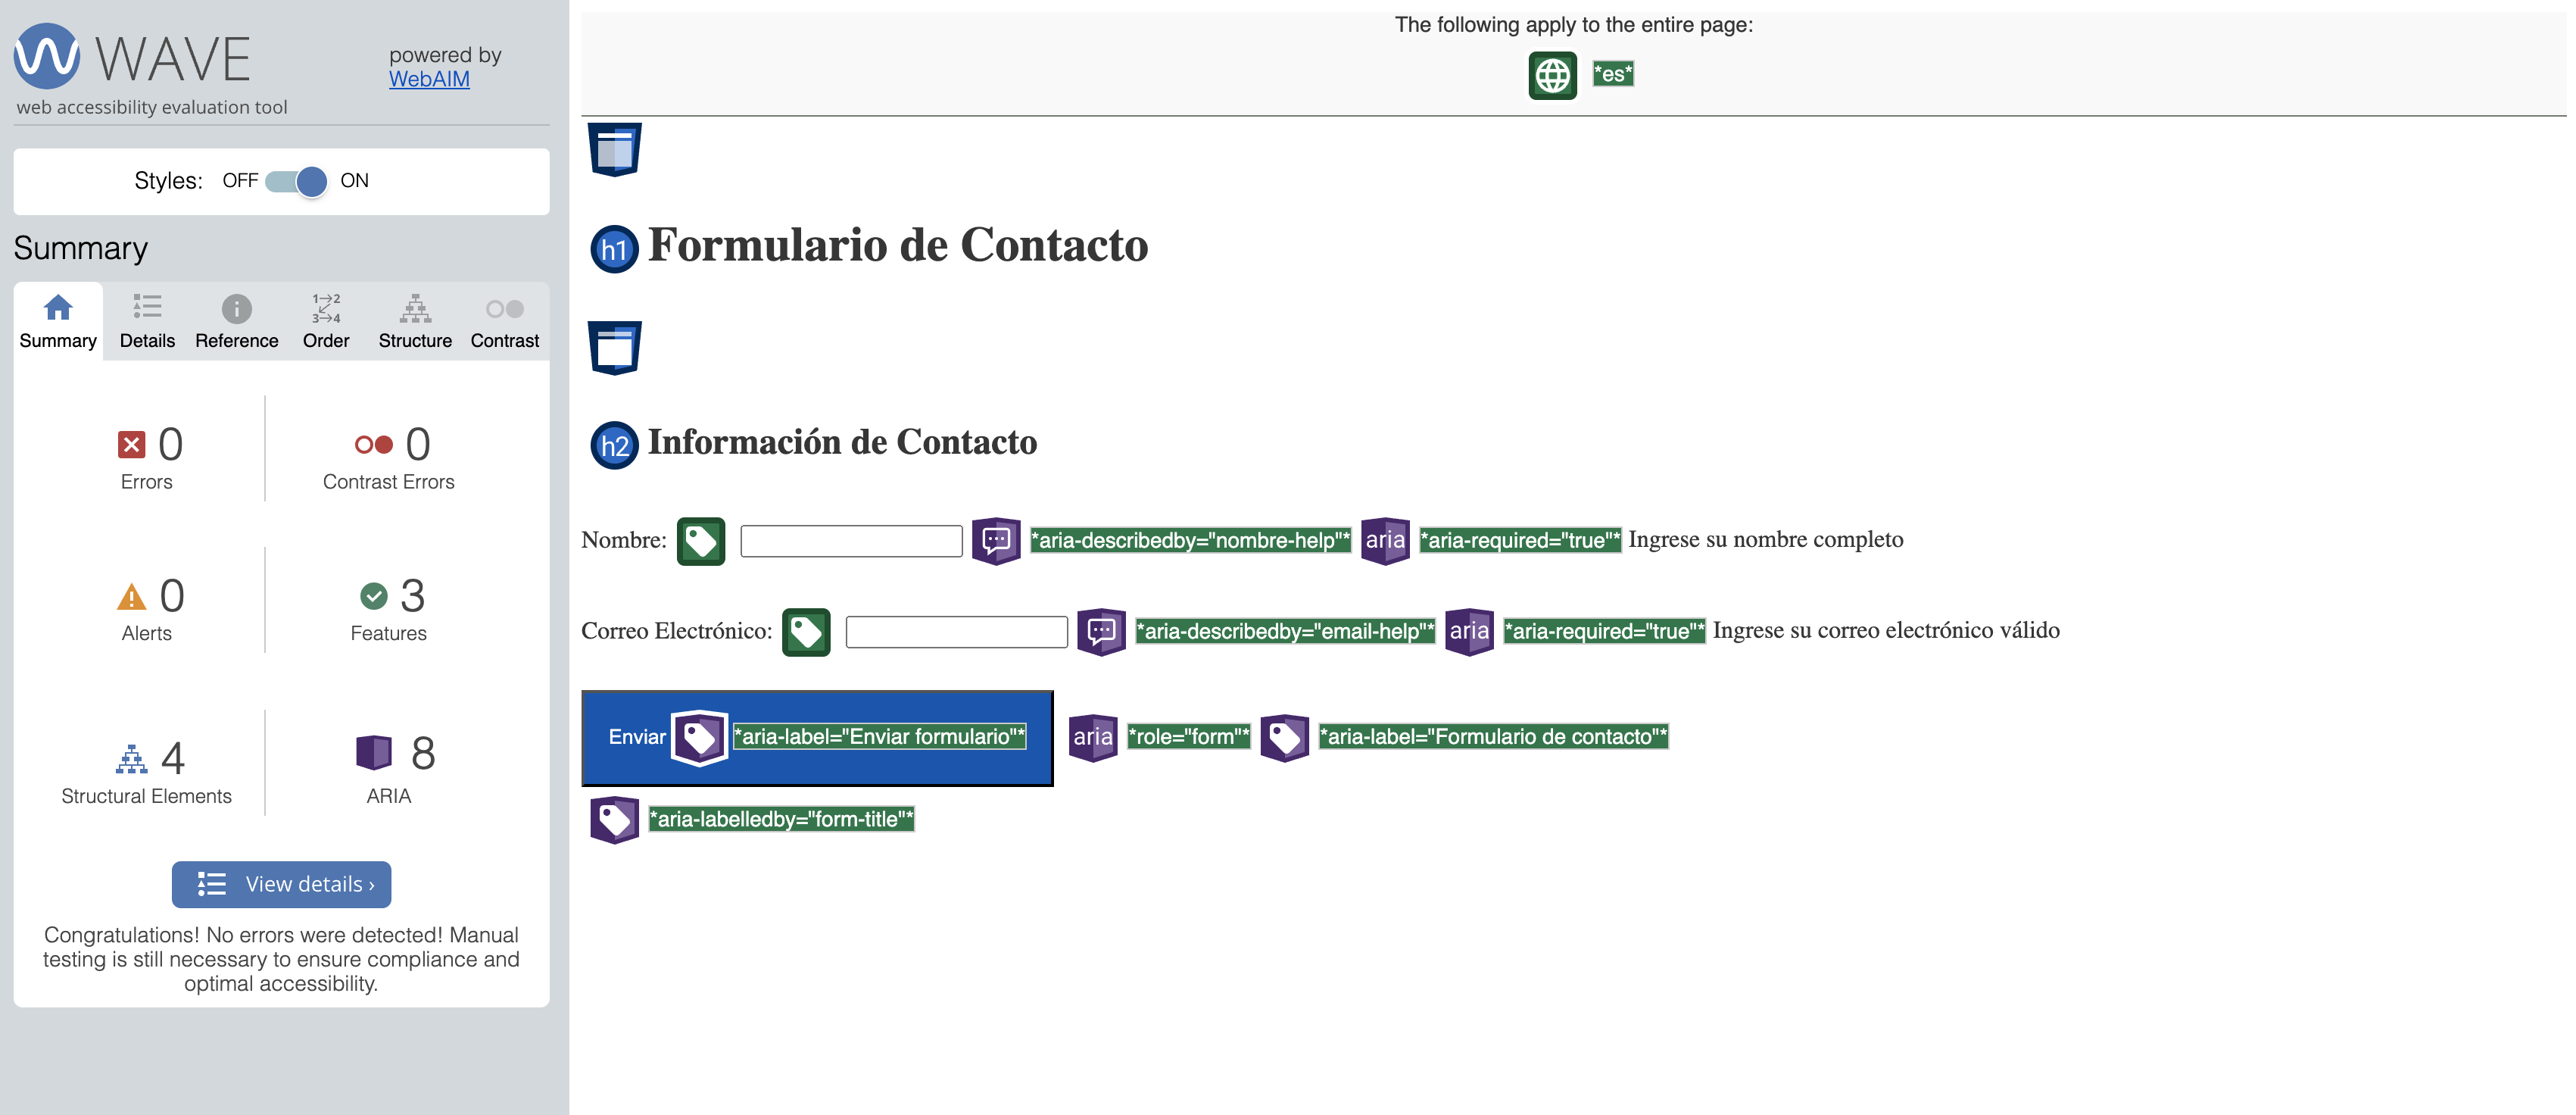 WAVE
powered by
WebAIM
web accessibility evaluation tool
Styles: OFF ON
Summary
Summary Details Reference Order Structure Contrast
0 0
Errors Contrast Errors
0 3
Alerts Features
4 8
Structural Elements ARIA
View details ›
Congratulations! No errors were detected! Manual
testing is still necessary to ensure compliance and
optimal accessibility.
The following apply to the entire page:
*es*
h1 Formulario de Contacto
h2 Información de Contacto
Nombre: *aria-describedby="nombre-help"* aria *aria-required="true"* Ingrese su nombre completo
Correo Electrónico: *aria-describedby="email-help"* aria *aria-required="true"* Ingrese su correo electrónico válido
Enviar *aria-label="Enviar formulario"* aria *role="form"* *aria-label="Formulario de contacto"*
*aria-labelledby="form-title"*